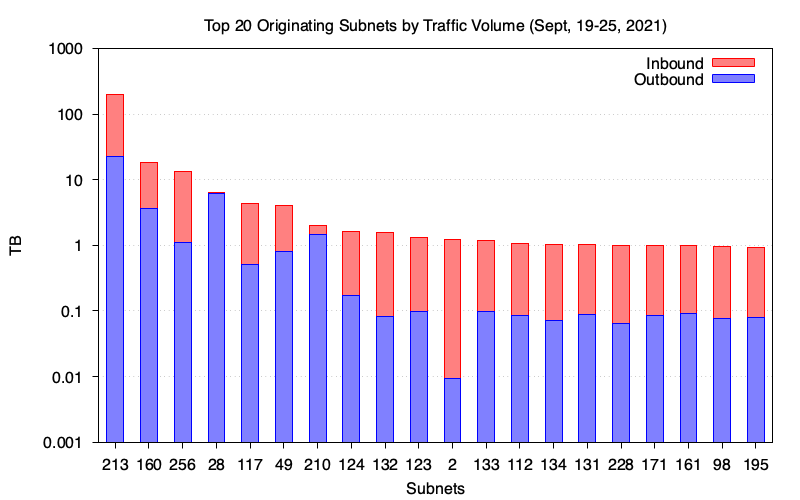 Top 20 Originating Subnets by Traffic Volume (Sept, 19-25, 2021)
Inbound
Outbound
1000
100
10
1
0.1
0.01
0.001
TB
213 160 256 28 117 49 210 124 132 123 2 133 112 134 131 228 171 161 98 195
Subnets